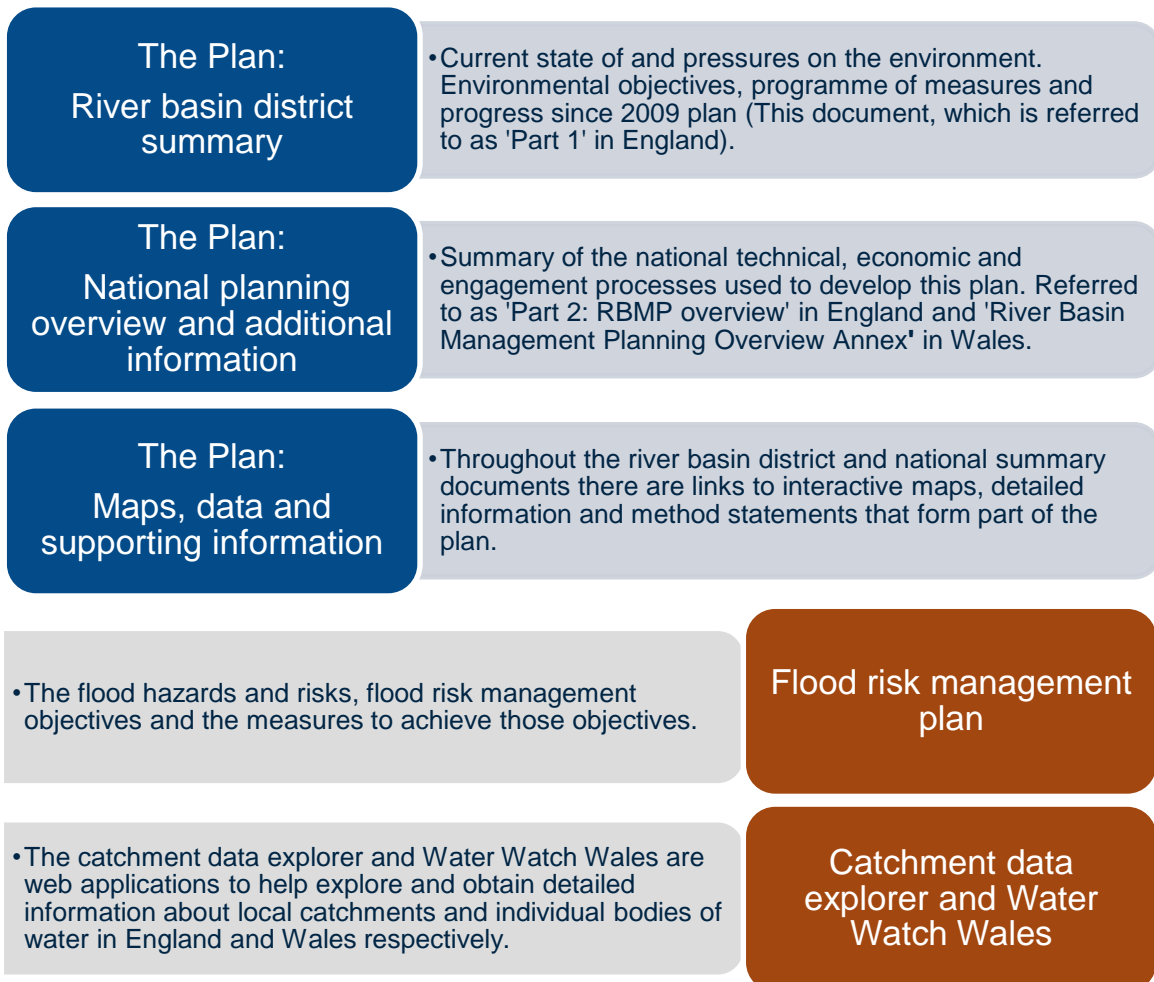 The Plan:
River basin district
summary
•Current state of and pressures on the environment.
Environmental objectives, programme of measures and
progress since 2009 plan (This document, which is referred
to as 'Part 1' in England).
The Plan:
National planning
overview and additional
information
•Summary of the national technical, economic and
engagement processes used to develop this plan. Referred
to as 'Part 2: RBMP overview' in England and 'River Basin
Management Planning Overview Annex' in Wales.
The Plan:
Maps, data and
supporting information
•Throughout the river basin district and national summary
documents there are links to interactive maps, detailed
information and method statements that form part of the
plan.
•The flood hazards and risks, flood risk management
objectives and the measures to achieve those objectives.
Flood risk management
plan
•The catchment data explorer and Water Watch Wales are
web applications to help explore and obtain detailed
information about local catchments and individual bodies of
water in England and Wales respectively.
Catchment data
explorer and Water
Watch Wales